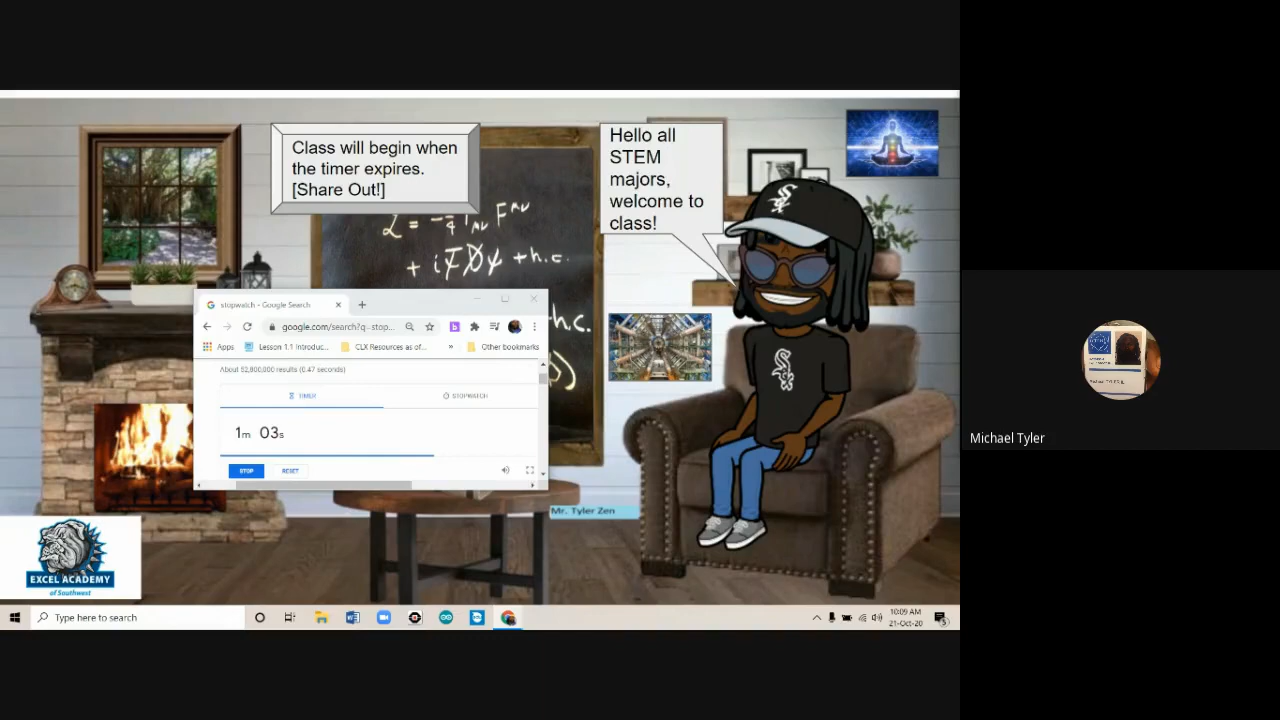 Class will begin when
the timer expires.
[Share Out!]
Hello all
STEM
majors,
welcome to
class!
+ h.c.
h.c.
stopwatch - Google Search
google.com/search?q=stop...
Apps
Lesson 1.1 Introduc...
CLX Resources as of...
»
Other bookmarks
About 52,800,000 results (0.47 seconds)
TIMER
STOPWATCH
1m 03s
STOP
RESET
Mr. Tyler Zen
EXCEL ACADEMY
of Southwest
Type here to search
10:09 AM
21-Oct-20
Michael Tyler